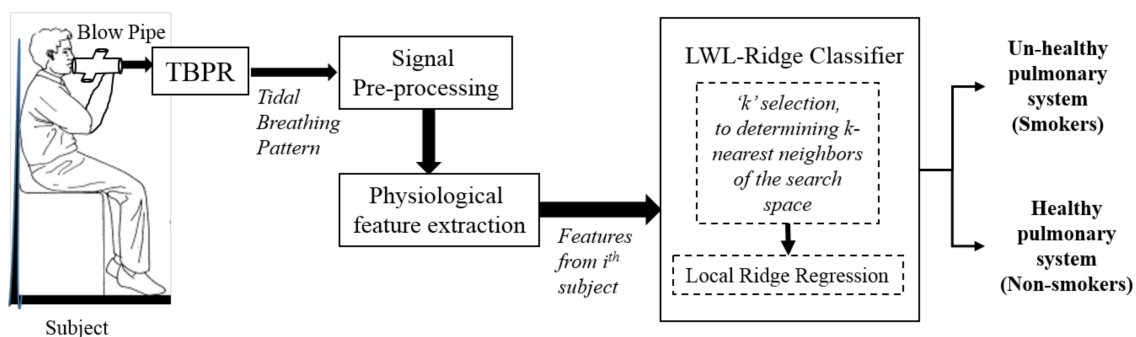 Blow Pipe
TBPR
Tidal
Breathing
Pattern
Subject
Signal
Pre-processing
Physiological
feature extraction
Features
from i^th
subject
LWL-Ridge Classifier
‘k’ selection,
to determining k-
nearest neighbors
of the search
space
Local Ridge Regression
Un-healthy
pulmonary
system
(Smokers)
Healthy
pulmonary
system
(Non-smokers)